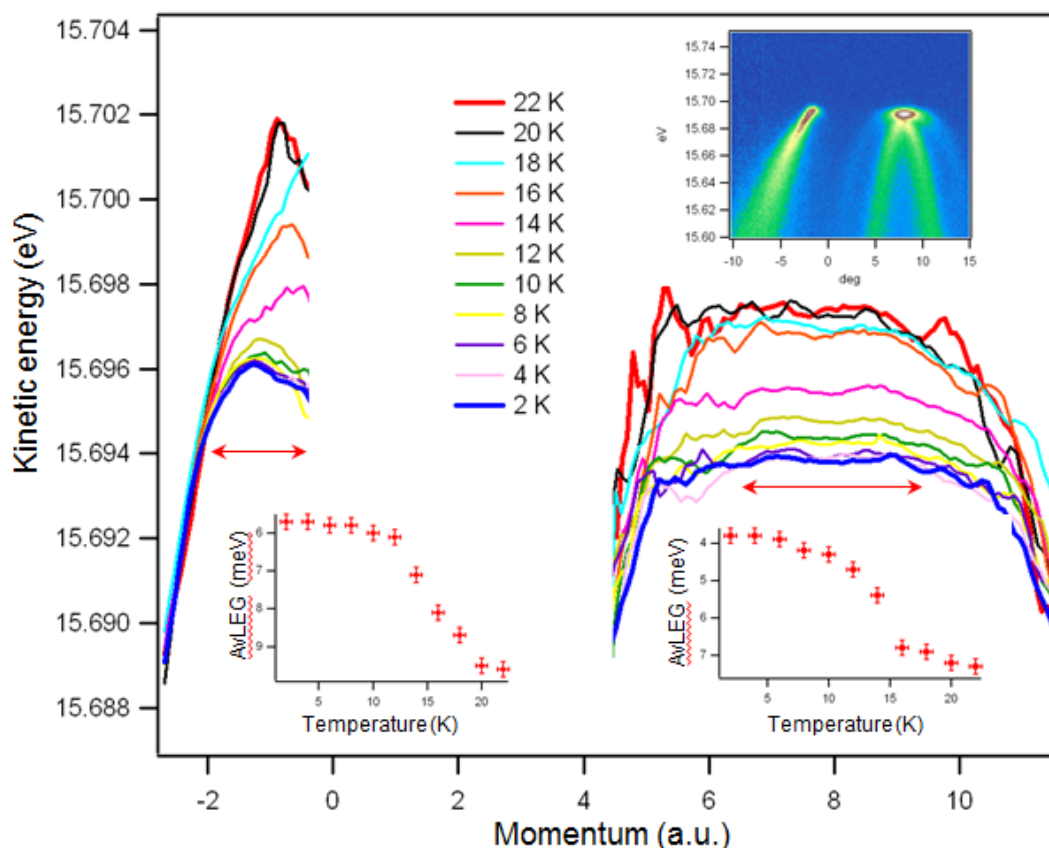 15.704
15.702
15.700
15.698
15.696
15.694
15.692
15.690
15.688
Kinetic energy (eV)
-2
0
2
4
6
8
10
Momentum (a.u.)
22 K
20 K
18 K
16 K
14 K
12 K
10 K
8 K
6 K
4 K
2 K
15.74
15.72
15.70
15.68
15.66
15.64
15.62
15.60
eV
-10
-5
0
5
10
15
deg
6
7
8
9
AvLEG (meV)
5
10
15
20
Temperature (K)
4
5
6
7
AvLEG (meV)
5
10
15
20
Temperature (K)